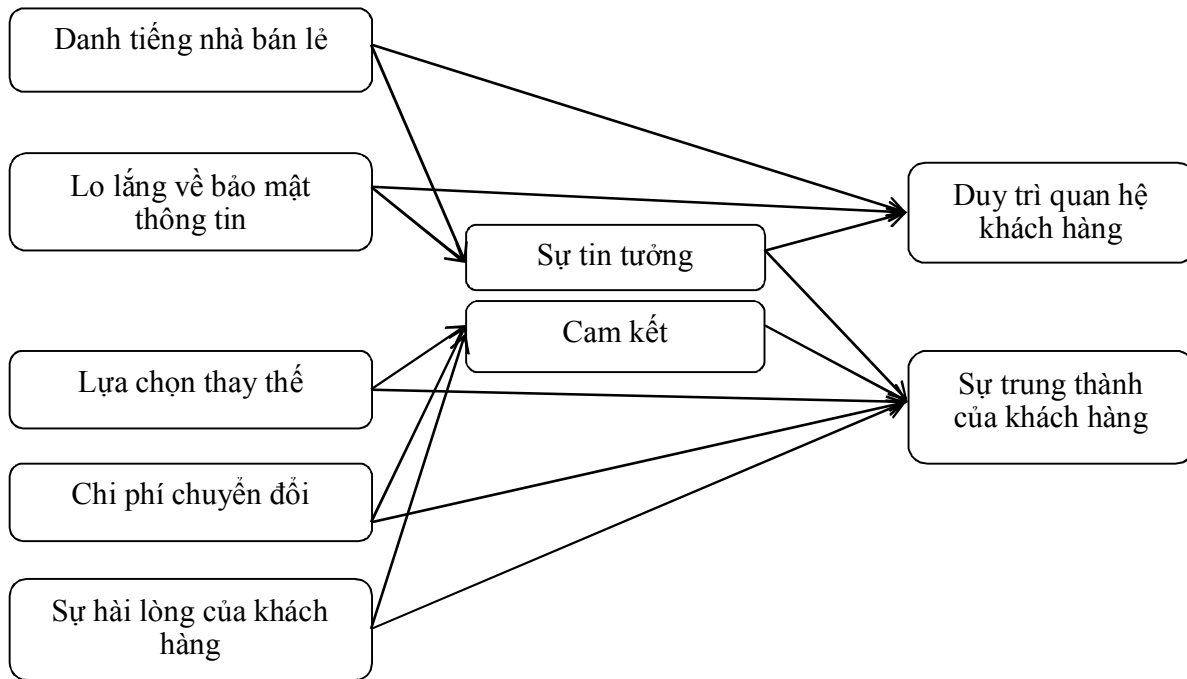 Danh tiếng nhà bán lẻ
Lo lắng về bảo mật
thông tin
Duy trì quan hệ
khách hàng
Sự tin tưởng
Cam kết
Lựa chọn thay thế
Sự trung thành
của khách hàng
Chi phí chuyển đổi
Sự hài lòng của khách
hàng